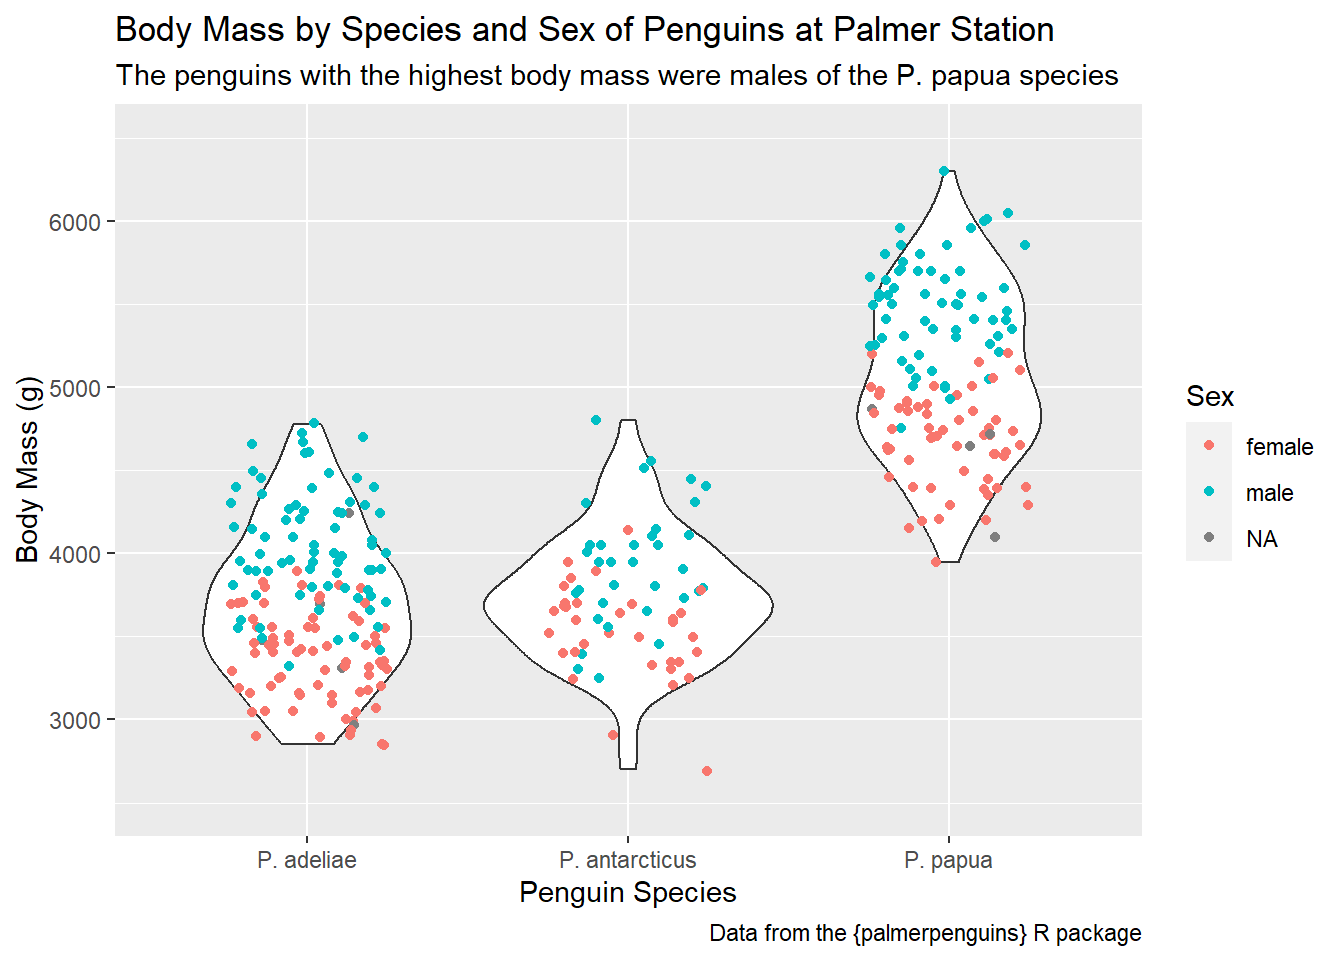 Body Mass by Species and Sex of Penguins at Palmer Station
The penguins with the highest body mass were males of the P. papua species
Body Mass (g)
6000
5000
4000
3000
P. adeliae
P. antarcticus
P. papua
Penguin Species
Sex
female
male
NA
Data from the {palmerpenguins} R package